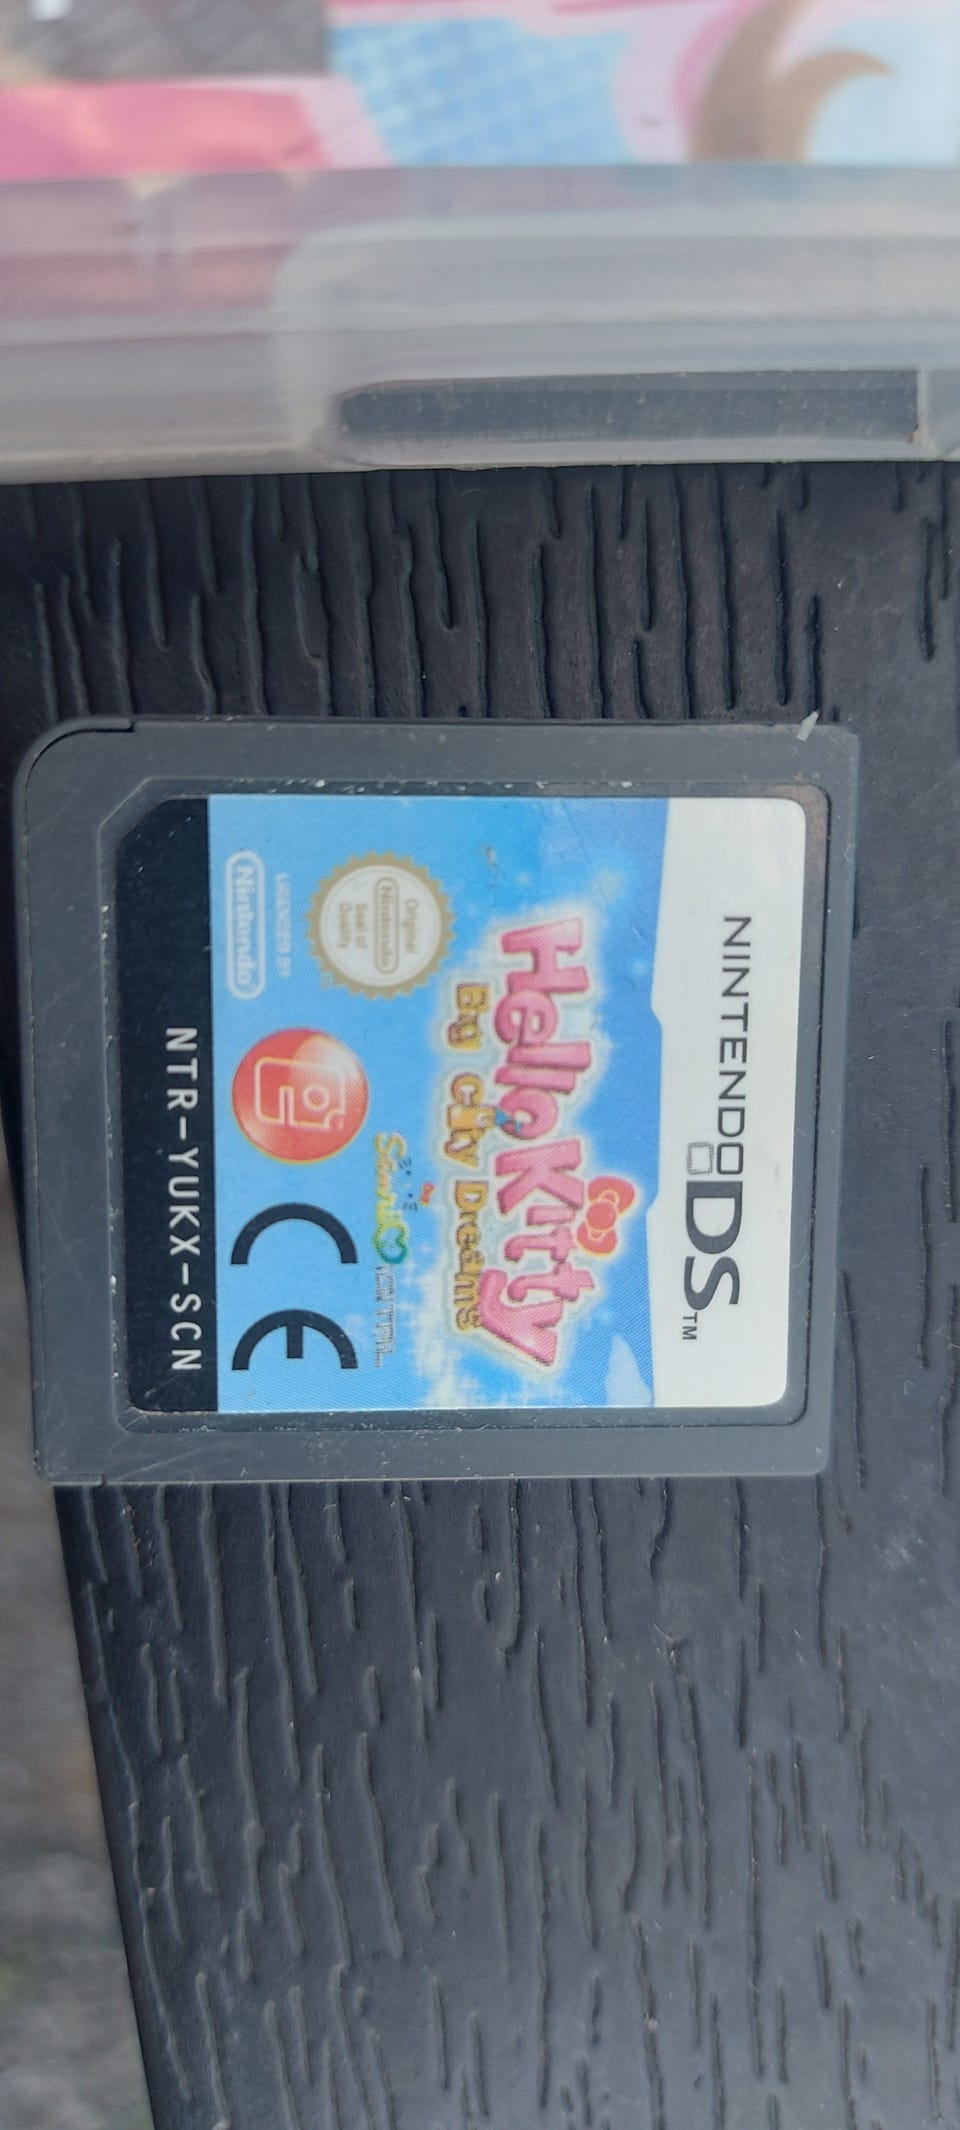 NINTENDO DS™
Hello Kitty
Big City Dreams
Original
Nintendo
Seal of
Quality
Sanrio
LICENSED BY
Nintendo®
CE
NTR-YUKX-SCN